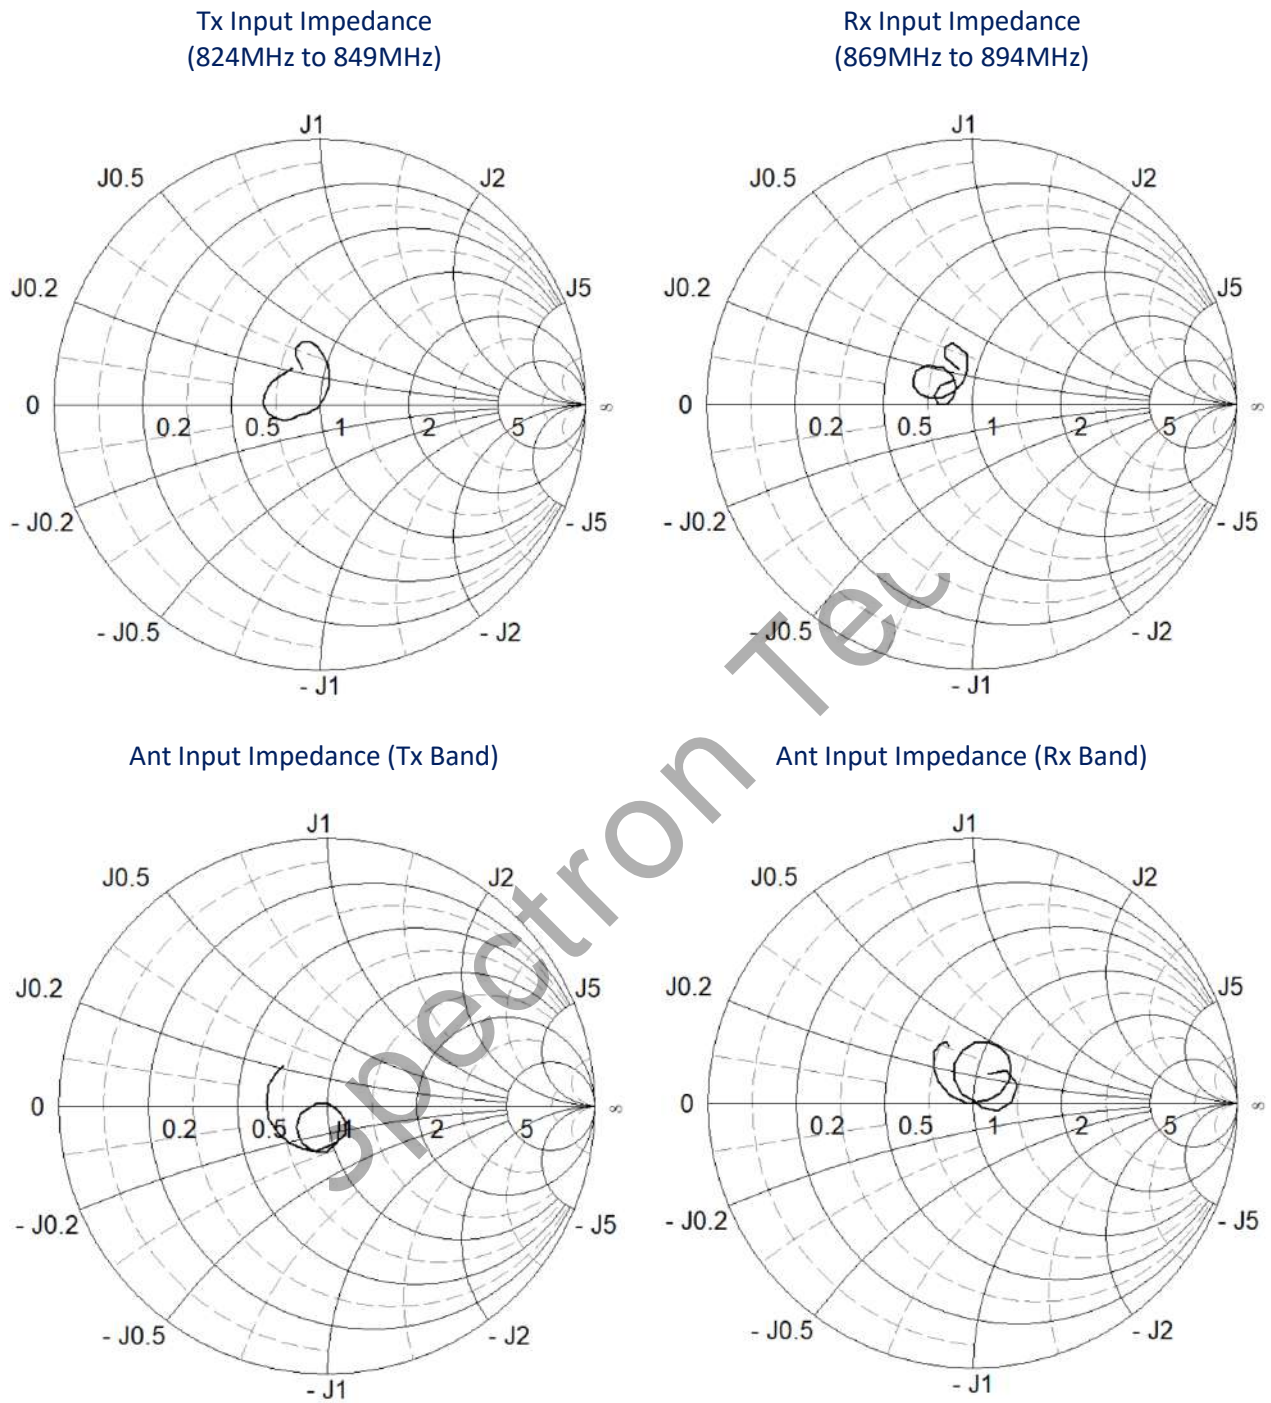 Tx Input Impedance
(824MHz to 849MHz)
Rx Input Impedance
(869MHz to 894MHz)
J1
J0.5
J2
J0.2
J5
0
0.2
0.5
1
2
5
∞
- J0.2
- J5
- J0.5
- J2
- J1
J1
J0.5
J2
J0.2
J5
0
0.2
0.5
1
2
5
∞
- J0.2
- J5
- J0.5
- J2
- J1
Spectron Tec
Ant Input Impedance (Tx Band)
Ant Input Impedance (Rx Band)
J1
J0.5
J2
J0.2
J5
0
0.2
0.5
1
2
5
∞
- J0.2
- J5
- J0.5
- J2
- J1
J1
J0.5
J2
J0.2
J5
0
0.2
0.5
1
2
5
∞
- J0.2
- J5
- J0.5
- J2
- J1